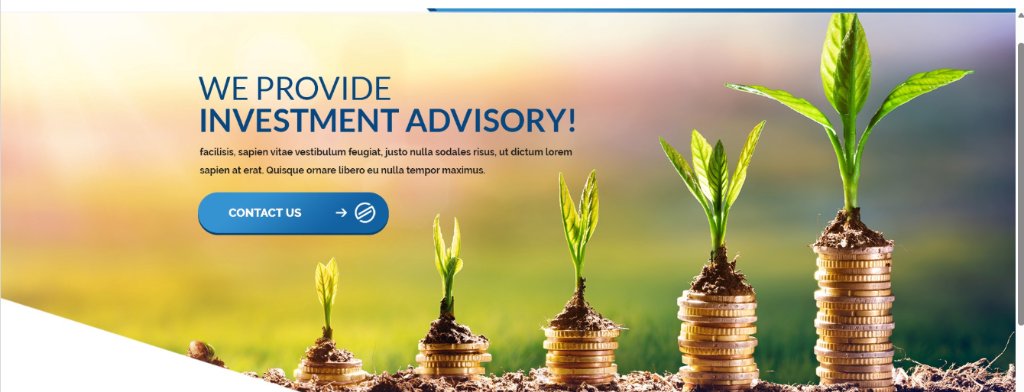 WE PROVIDE
INVESTMENT ADVISORY!
facilisis, sapien vitae vestibulum feugiat, justo nulla sodales risus, ut dictum lorem
sapien at erat. Quisque ornare libero eu nulla tempor maximus.
CONTACT US